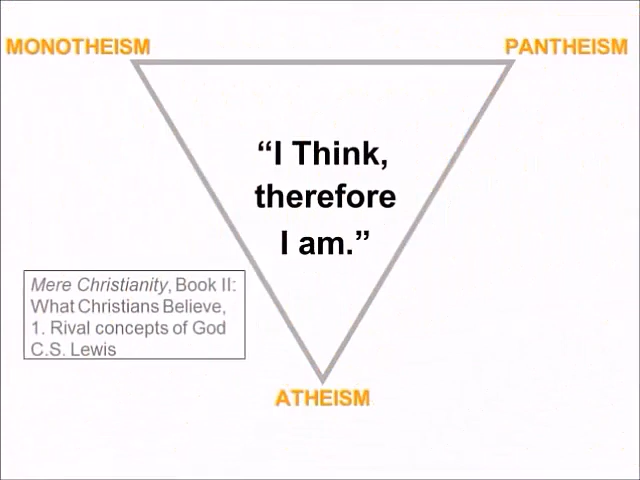 MONOTHEISM
PANTHEISM
“I Think,
therefore
I am.”
Mere Christianity, Book II:
What Christians Believe,
1. Rival concepts of God
C.S. Lewis
ATHEISM